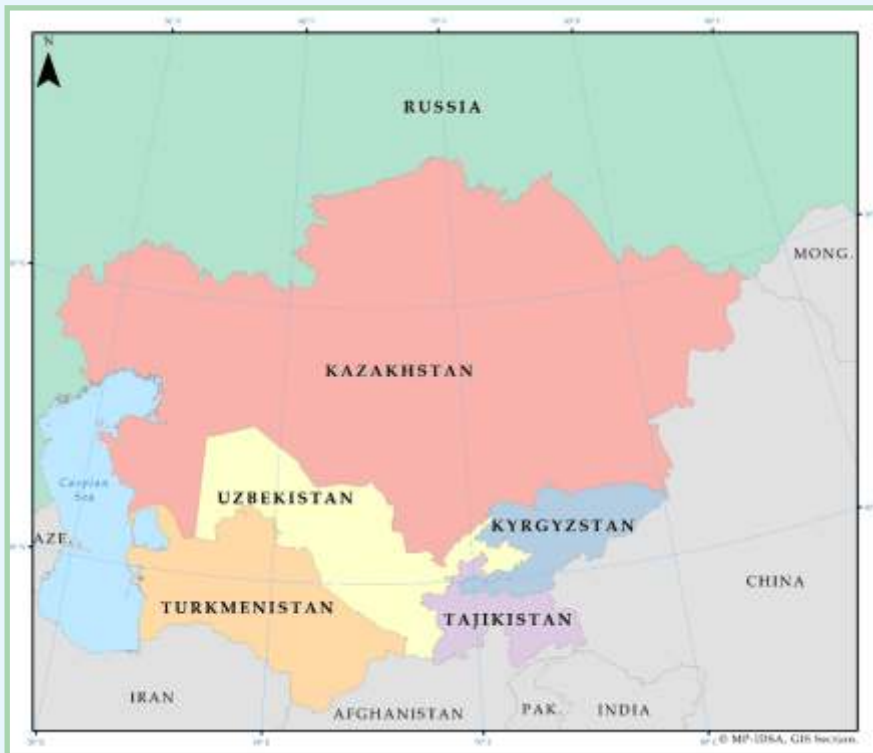 N
RUSSIA
MONG.
KAZAKHSTAN
Caspian
Sea
UZBEKISTAN
KYRGYZSTAN
AZE.
CHINA
TURKMENISTAN
TAJIKISTAN
IRAN
AFGHANISTAN
PAK.
INDIA
© MP-IDSA, GIS Section.